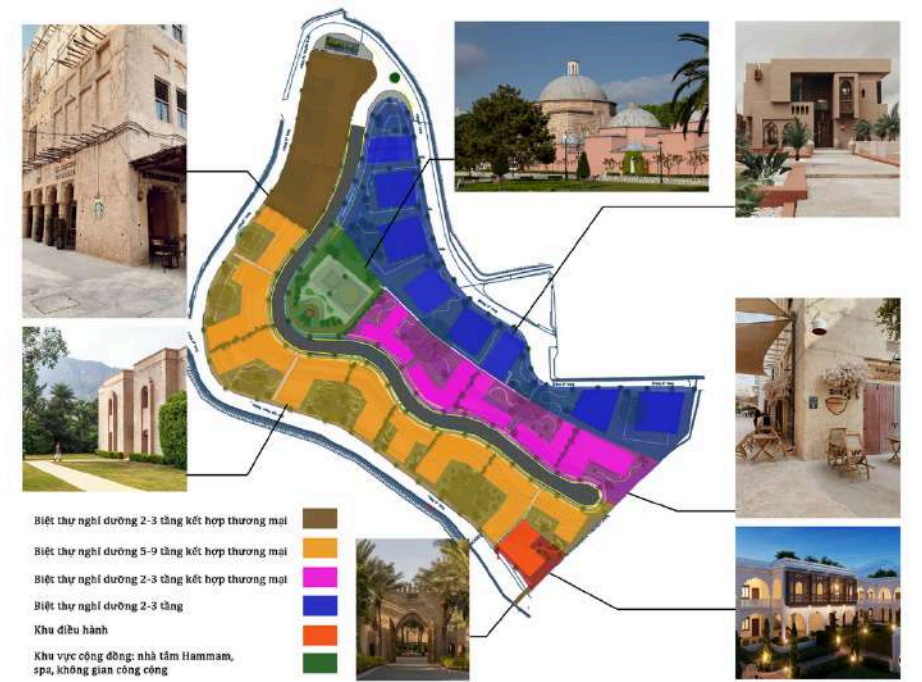 Biệt thự nghỉ dưỡng 2-3 tầng kết hợp thương mại
Biệt thự nghỉ dưỡng 5-9 tầng kết hợp thương mại
Biệt thự nghỉ dưỡng 2-3 tầng kết hợp thương mại
Biệt thự nghỉ dưỡng 2-3 tầng
Khu điều hành
Khu vực cộng đồng: nhà tắm Hammam,
spa, không gian công cộng